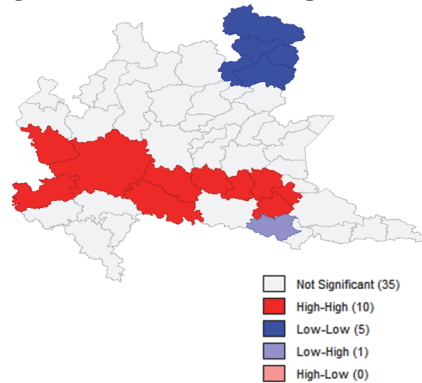 Not Significant (35)
High-High (10)
Low-Low (5)
Low-High (1)
High-Low (0)